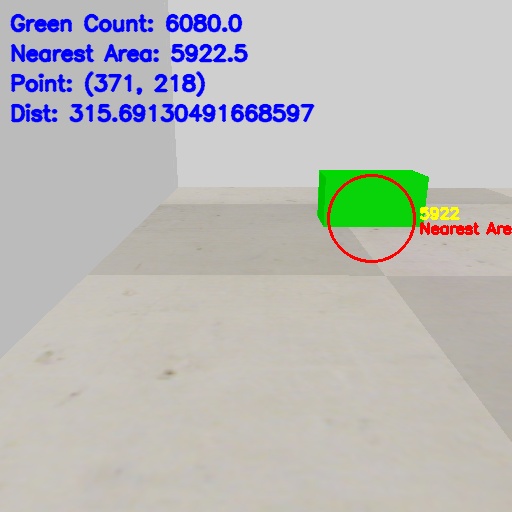 Green Count: 6080.0
Nearest Area: 5922.5
Point: (371, 218)
Dist: 315.69130491668597
5922
Nearest Are